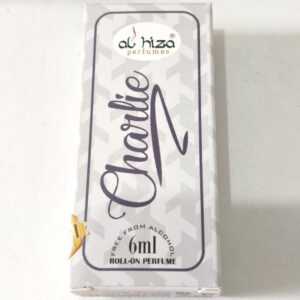 al' hiza®
perfumes
Charlie
FREE FROM ALCOHOL
6ml
ROLL-ON PERFUME